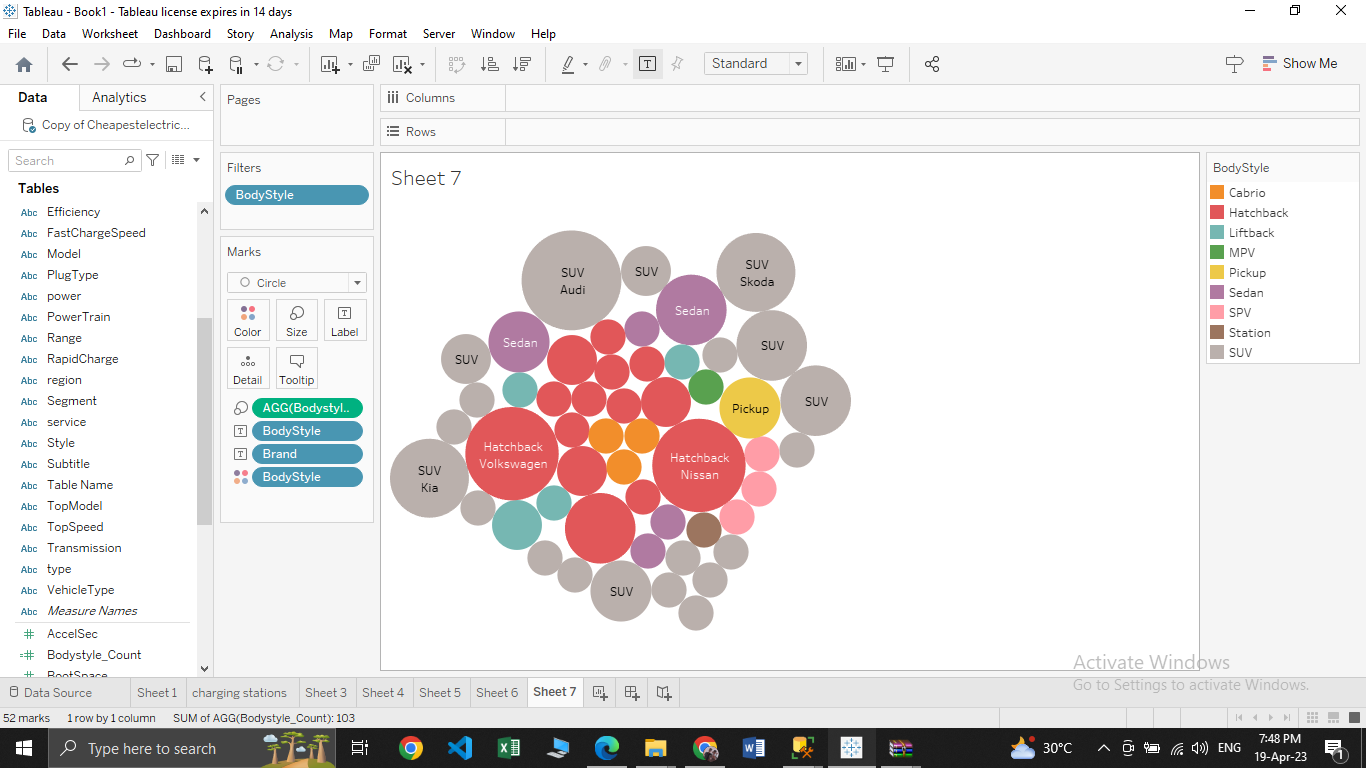 Tableau - Book1 - Tableau license expires in 14 days
File Data Worksheet Dashboard Story Analysis Map Format Server Window Help
Standard
Show Me
Data Analytics
Copy of Cheapestelectric...
Search
Tables
Abc Efficiency
Abc FastChargeSpeed
Abc Model
Abc PlugType
Abc power
Abc PowerTrain
Abc Range
Abc RapidCharge
Abc region
Abc Segment
Abc service
Abc Style
Abc Subtitle
Abc Table Name
Abc TopModel
Abc TopSpeed
Abc Transmission
Abc type
Abc VehicleType
Abc Measure Names
# AccelSec
=# Bodystyle_Count
# BootSpace
Pages
Filters
BodyStyle
Marks
Circle
Color Size Label
Detail Tooltip
AGG(Bodystyl..
BodyStyle
Brand
BodyStyle
Columns
Rows
Sheet 7
SUV
Audi
SUV
SUV
Skoda
Sedan
Sedan
SUV
SUV
SUV
Pickup
Hatchback
Volkswagen
Hatchback
Nissan
SUV
Kia
SUV
BodyStyle
Cabrio
Hatchback
Liftback
MPV
Pickup
Sedan
SPV
Station
SUV
Activate Windows
Go to Settings to activate Windows.
Data Source Sheet 1 charging stations Sheet 3 Sheet 4 Sheet 5 Sheet 6 Sheet 7
52 marks 1 row by 1 column SUM of AGG(Bodystyle_Count): 103
Type here to search
30°C
ENG
7:48 PM
19-Apr-23
1